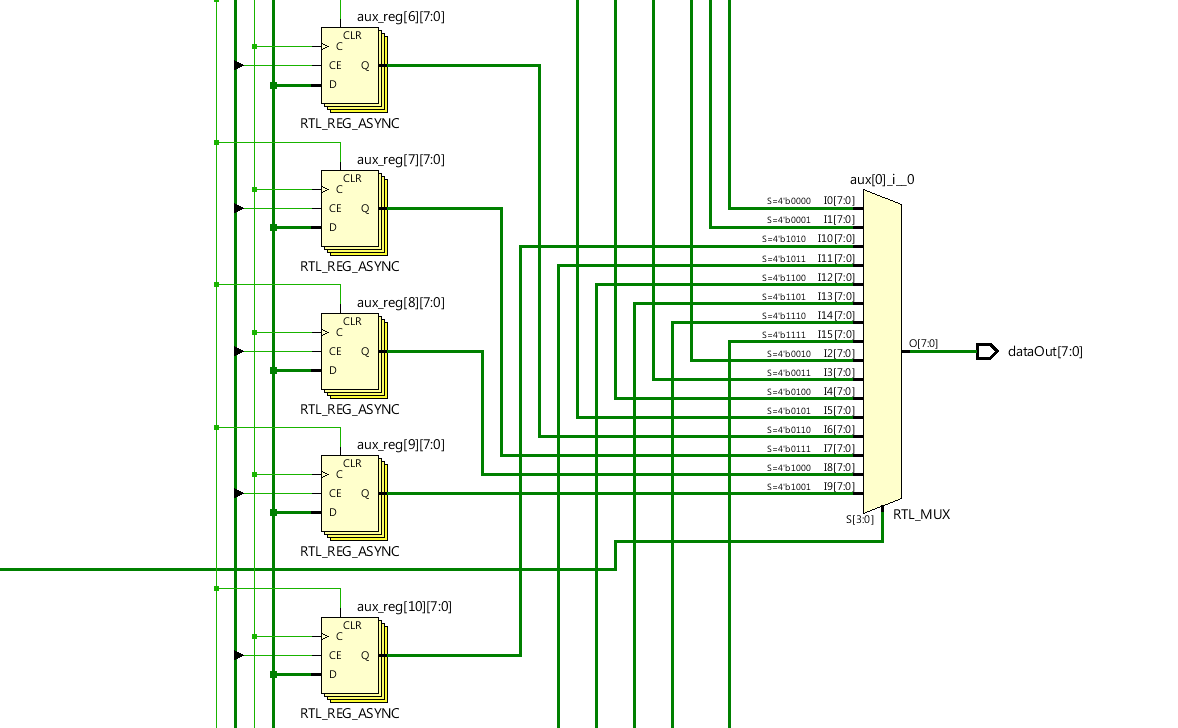 aux_reg[6][7:0]
CLR
C
CE
Q
D
RTL_REG_ASYNC
aux_reg[7][7:0]
CLR
C
CE
Q
D
RTL_REG_ASYNC
aux_reg[8][7:0]
CLR
C
CE
Q
D
RTL_REG_ASYNC
aux_reg[9][7:0]
CLR
C
CE
Q
D
RTL_REG_ASYNC
aux_reg[10][7:0]
CLR
C
CE
Q
D
RTL_REG_ASYNC
aux[0]_i__0
S=4'b0000 I0[7:0]
S=4'b0001 I1[7:0]
S=4'b1010 I10[7:0]
S=4'b1011 I11[7:0]
S=4'b1100 I12[7:0]
S=4'b1101 I13[7:0]
S=4'b1110 I14[7:0]
S=4'b1111 I15[7:0]
S=4'b0010 I2[7:0]
S=4'b0011 I3[7:0]
S=4'b0100 I4[7:0]
S=4'b0101 I5[7:0]
S=4'b0110 I6[7:0]
S=4'b0111 I7[7:0]
S=4'b1000 I8[7:0]
S=4'b1001 I9[7:0]
S[3:0]
RTL_MUX
O[7:0]
dataOut[7:0]